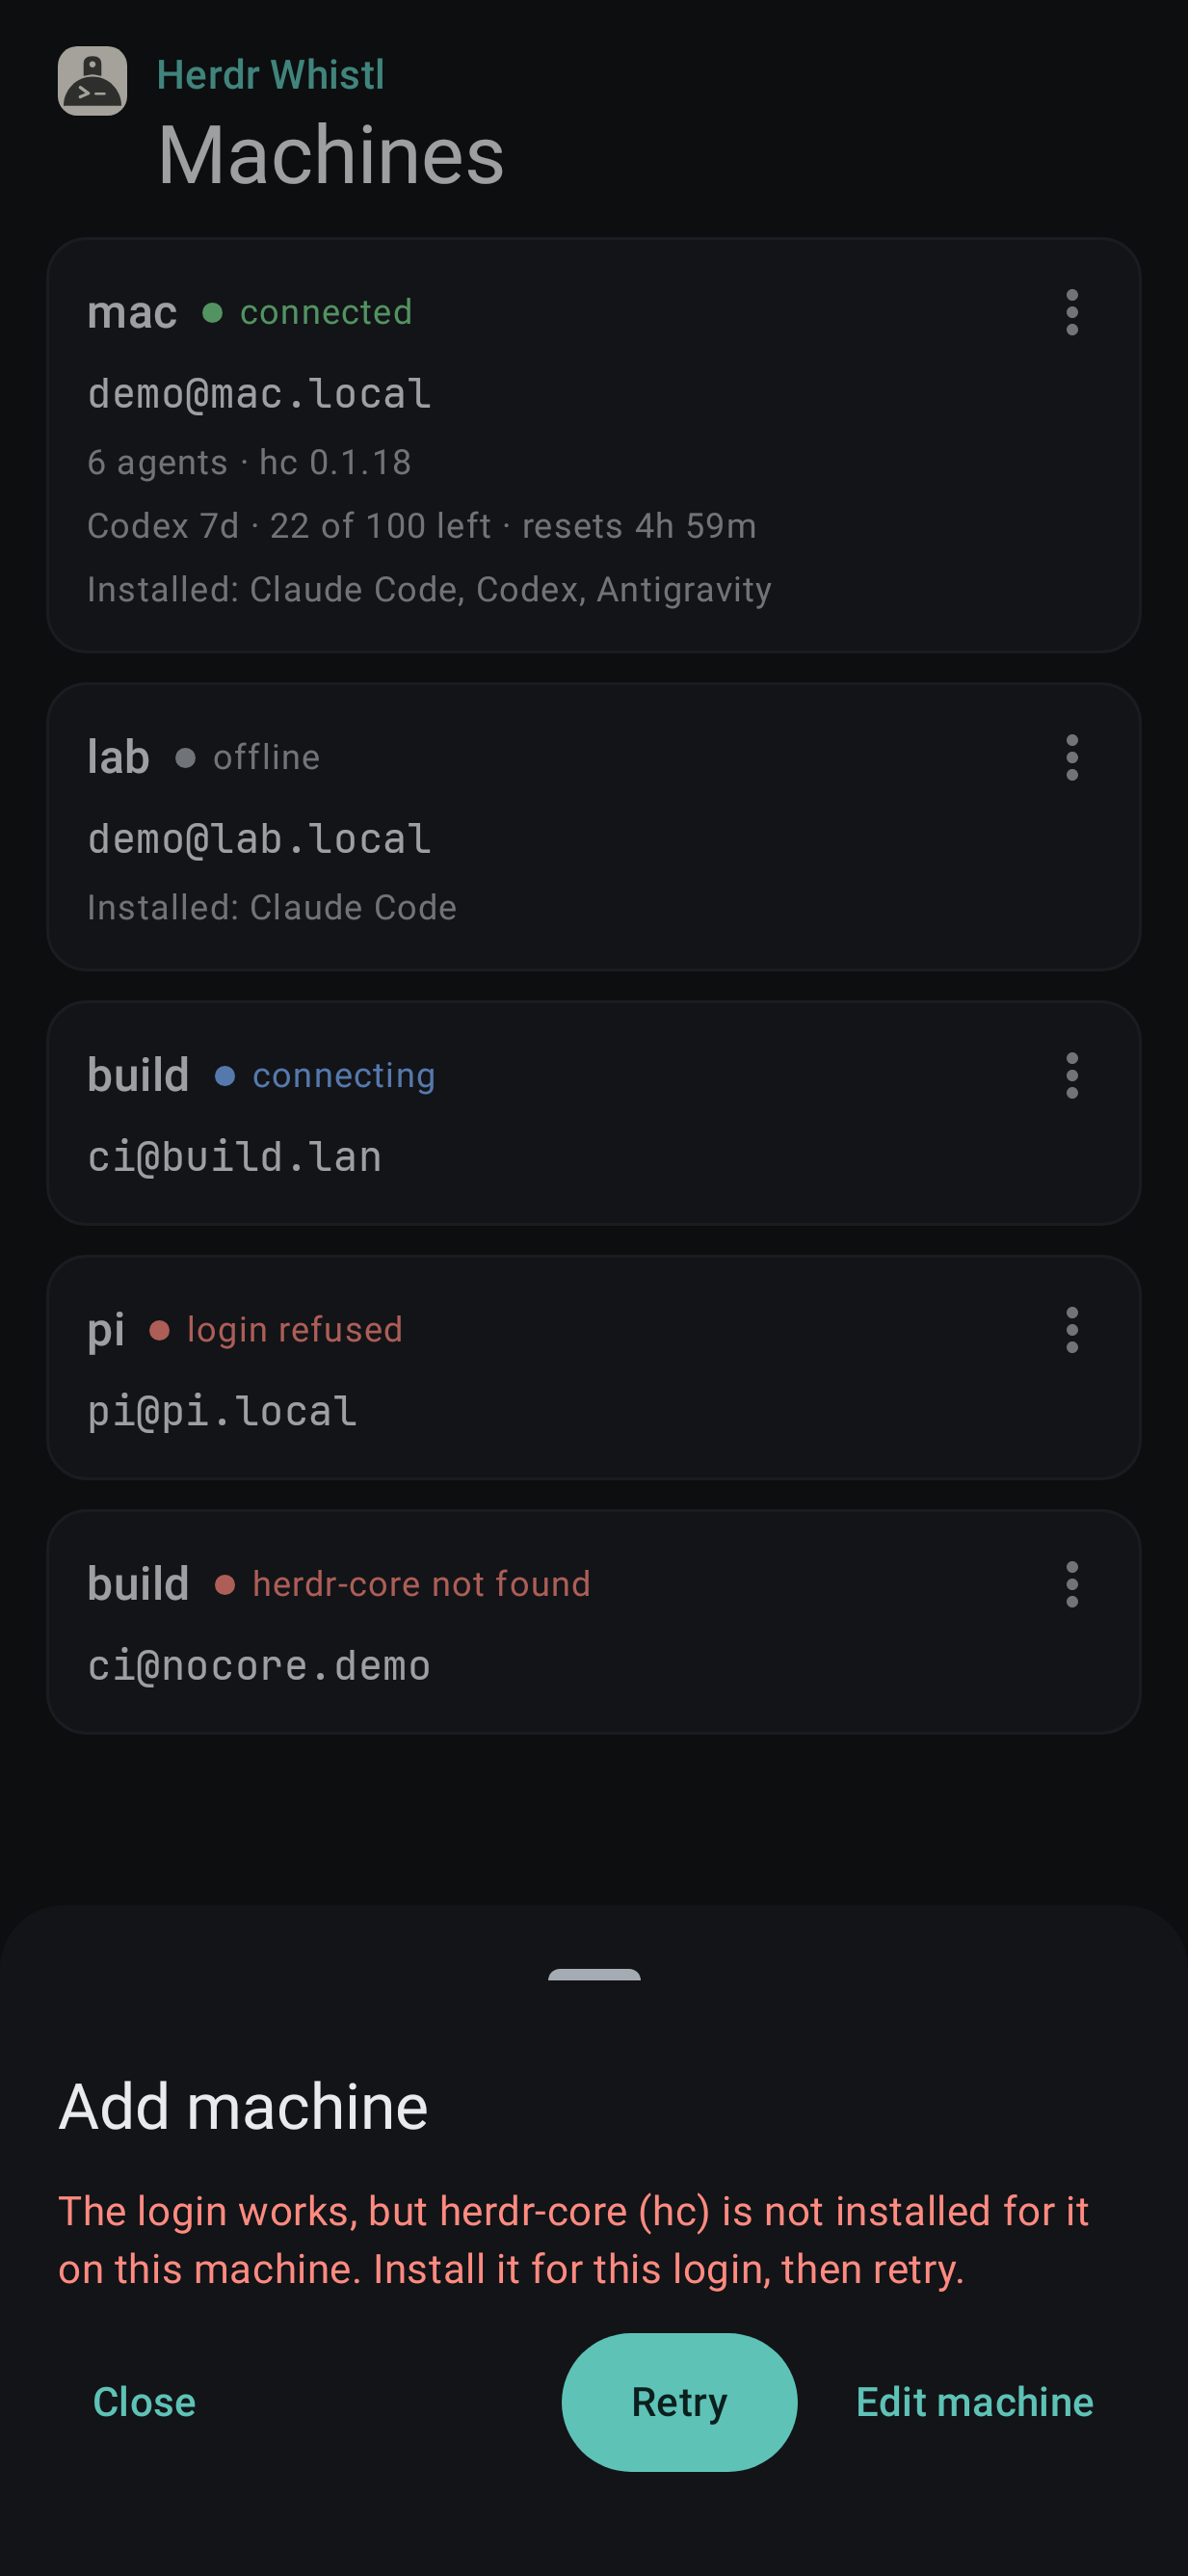 Herdr Whistl
Machines
mac connected
demo@mac.local
6 agents · hc 0.1.18
Codex 7d · 22 of 100 left · resets 4h 59m
Installed: Claude Code, Codex, Antigravity
lab offline
demo@lab.local
Installed: Claude Code
build connecting
ci@build.lan
pi login refused
pi@pi.local
build herdr-core not found
ci@nocore.demo
Add machine
The login works, but herdr-core (hc) is not installed for it
on this machine. Install it for this login, then retry.
Close Retry Edit machine